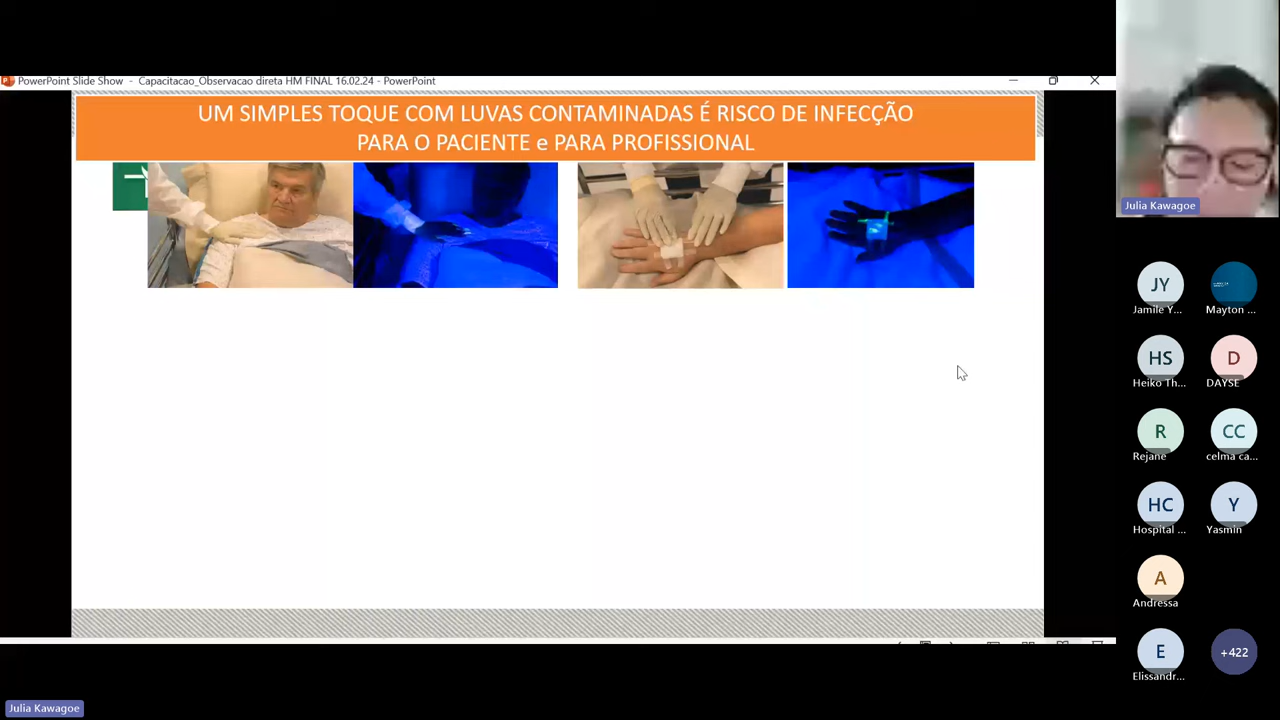 PowerPoint Slide Show - Capacitacao_Observacao direta HM FINAL 16.02.24 - PowerPoint
UM SIMPLES TOQUE COM LUVAS CONTAMINADAS É RISCO DE INFECÇÃO
PARA O PACIENTE e PARA PROFISSIONAL
Julia Kawagoe
JY
Jamile Y...
Mayton ...
HS
Heiko Th...
D
DAYSE
R
Rejane
CC
celma ca...
HC
Hospital ...
Y
Yasmin
A
Andressa
E
Elissandr...
+422
Julia Kawagoe